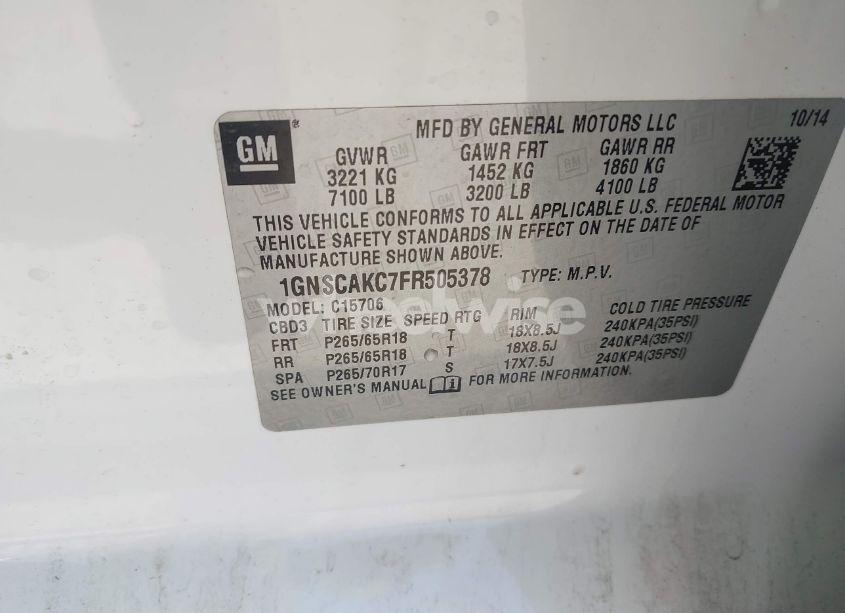 GM
MFD BY GENERAL MOTORS LLC
10/14
GVWR GAWR FRT GAWR RR
3221 KG 1452 KG 1860 KG
7100 LB 3200 LB 4100 LB
THIS VEHICLE CONFORMS TO ALL APPLICABLE U.S. FEDERAL MOTOR
VEHICLE SAFETY STANDARDS IN EFFECT ON THE DATE OF
MANUFACTURE SHOWN ABOVE.
1GNSCAKC7FR505378 TYPE: M.P.V.
MODEL: C15706
CBD3 TIRE SIZE SPEED RTG RIM COLD TIRE PRESSURE
FRT P265/65R18 T 18X8.5J 240KPA(35PSI)
RR P265/65R18 T 18X8.5J 240KPA(35PSI)
SPA P265/70R17 S 17X7.5J 240KPA(35PSI)
SEE OWNER'S MANUAL FOR MORE INFORMATION.